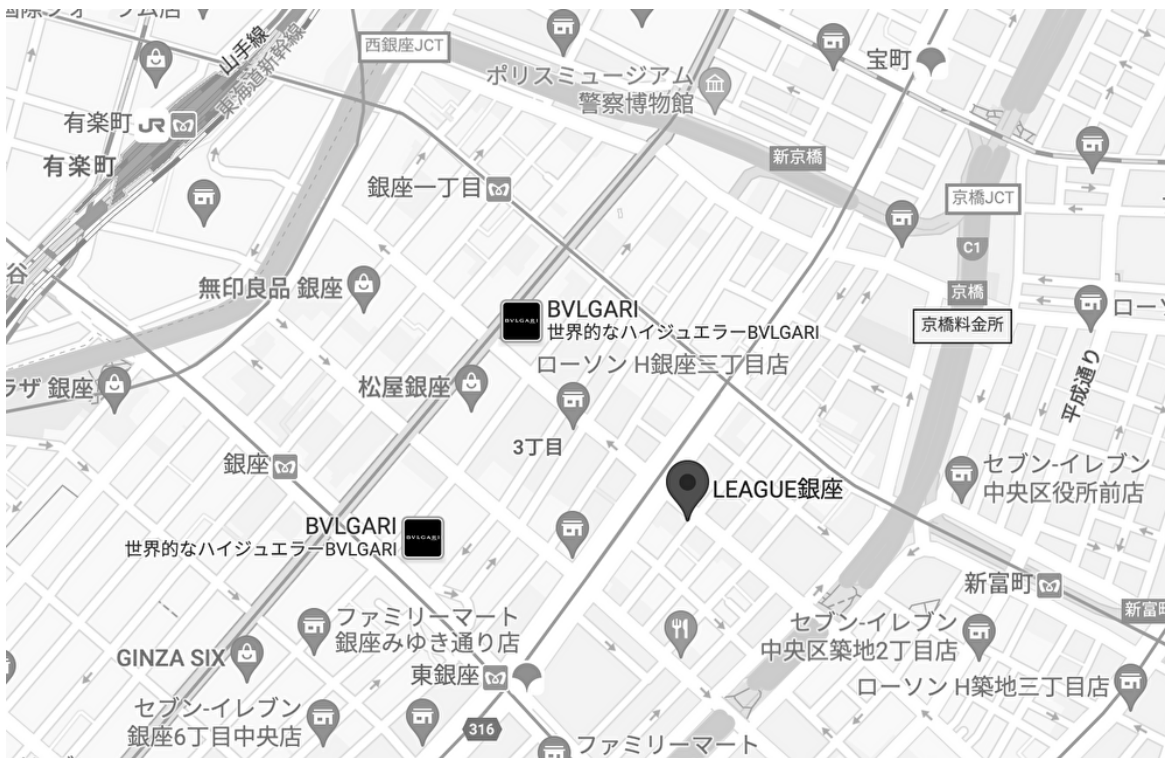 山手線
東海道新幹線
西銀座JCT
宝町
ポリスミュージアム
警察博物館
有楽町 JR
有楽町
新京橋
銀座一丁目
京橋JCT
C1
谷
無印良品 銀座
京橋
京橋料金所
BVLGARI
BVLGARI
世界的なハイジュエラーBVLGARI
ローソン H銀座三丁目店
平成通り
ラザ 銀座
松屋銀座
3丁目
銀座
セブン-イレブン
中央区役所前店
LEAGUE銀座
BVLGARI
世界的なハイジュエラーBVLGARI
BVLGARI
新富町
ファミリーマート
銀座みゆき通り店
セブン-イレブン
中央区築地2丁目店
GINZA SIX
東銀座
ローソン H築地三丁目店
セブン-イレブン
銀座6丁目中央店
316
ファミリーマート